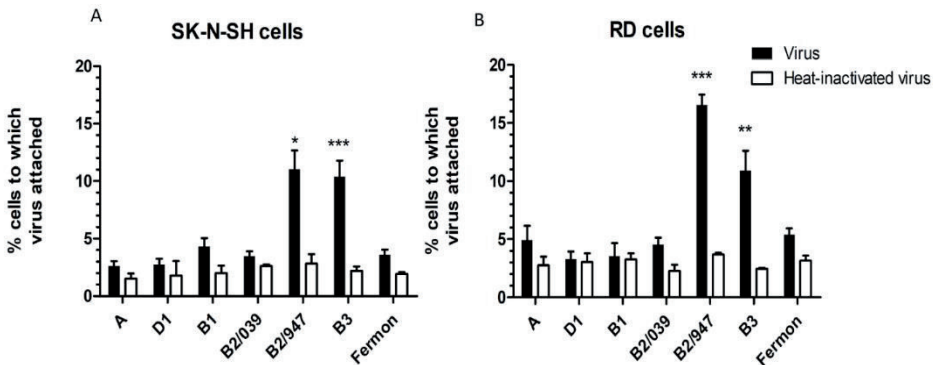 A
SK-N-SH cells
% cells to which
virus attached
20
15
10
5
0
*
***
A
D1
B1
B2/039
B2/947
B3
Fermon
B
RD cells
% cells to which
virus attached
20
15
10
5
0
***
**
A
D1
B1
B2/039
B2/947
B3
Fermon
Virus
Heat-inactivated virus